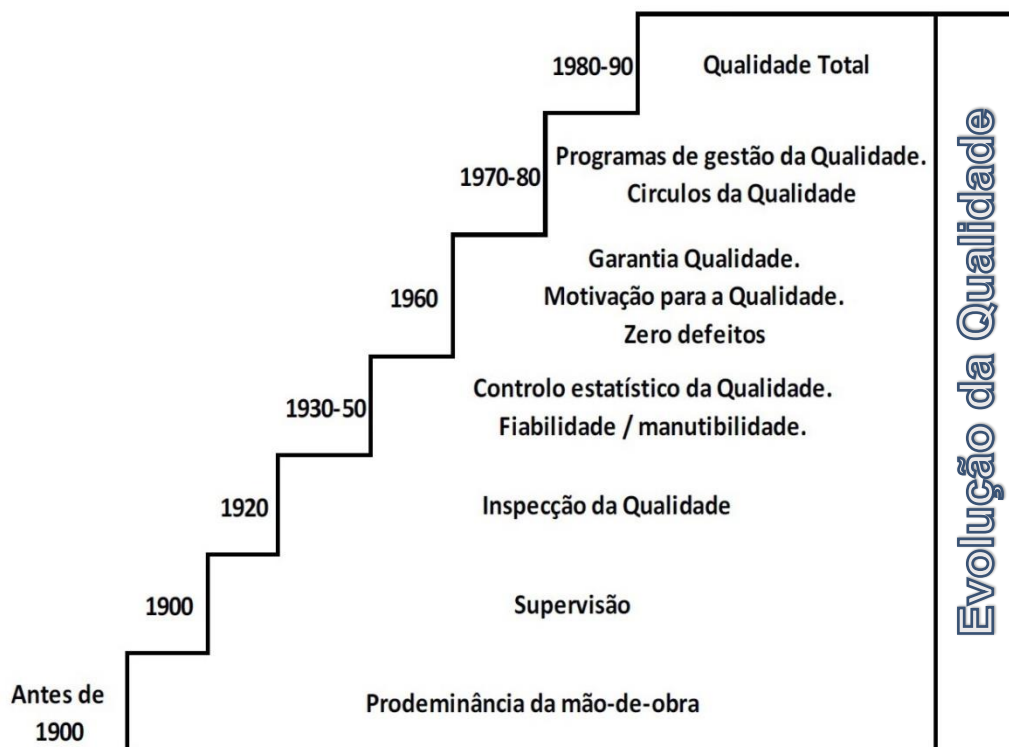 1980-90
Qualidade Total
1970-80
Programas de gestão da Qualidade.
Circulos da Qualidade
1960
Garantia Qualidade.
Motivação para a Qualidade.
Zero defeitos
1930-50
Controlo estatístico da Qualidade.
Fiabilidade / manutibilidade.
1920
Inspecção da Qualidade
1900
Supervisão
Antes de
1900
Prodeminância da mão-de-obra
Evolução da Qualidade